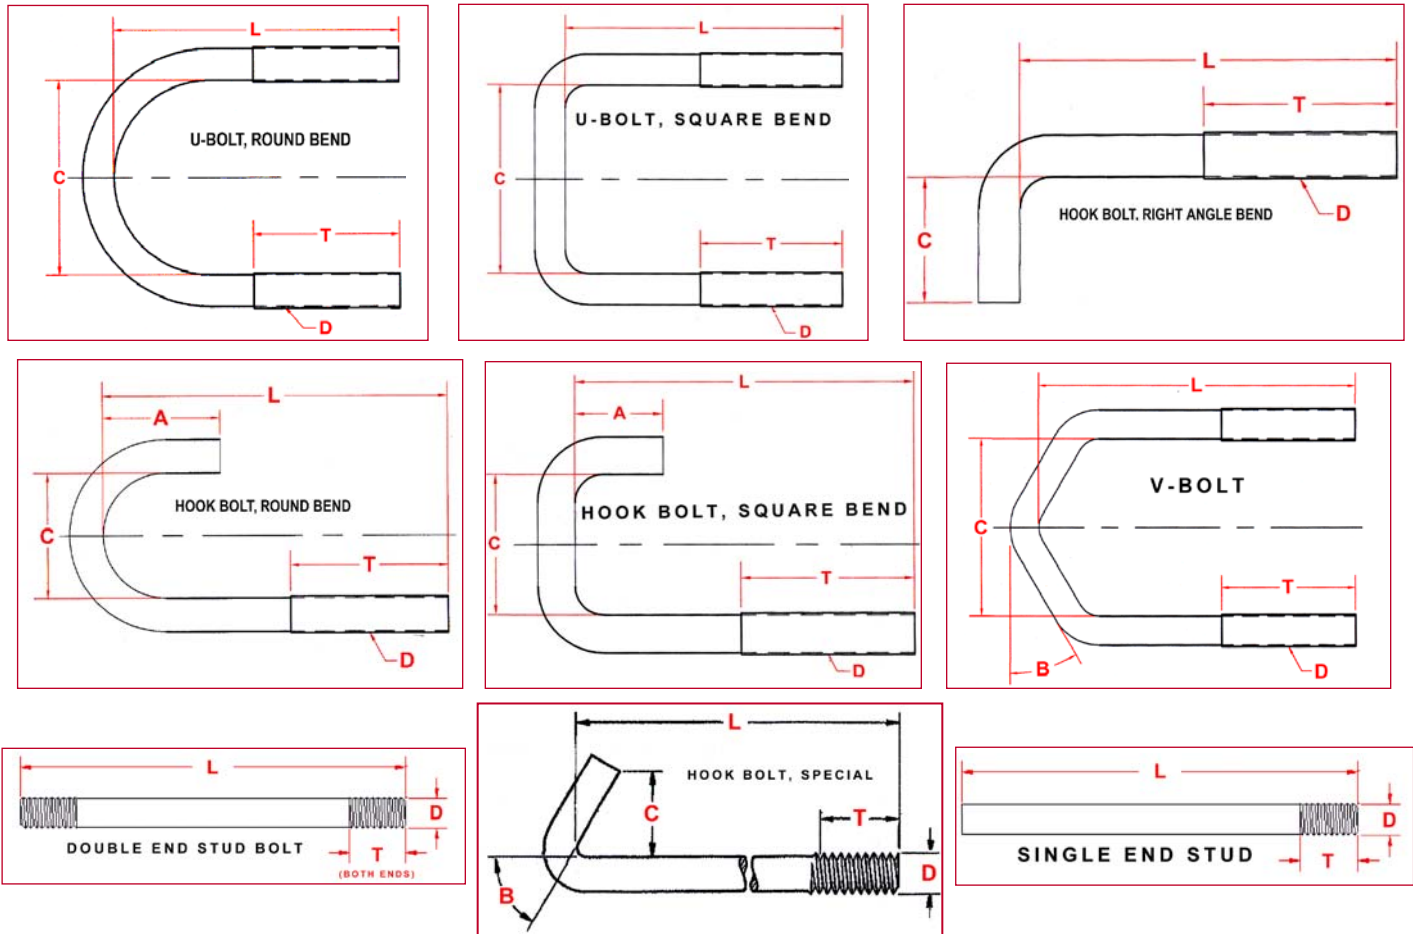 L
U-BOLT, ROUND BEND
C
T
D
L
U-BOLT, SQUARE BEND
C
T
D
L
T
HOOK BOLT, RIGHT ANGLE BEND
D
C
L
A
HOOK BOLT, ROUND BEND
C
T
D
L
A
HOOK BOLT, SQUARE BEND
C
T
D
L
V-BOLT
C
T
B
D
L
D
DOUBLE END STUD BOLT
T
(BOTH ENDS)
L
HOOK BOLT, SPECIAL
C
T
D
B
L
D
SINGLE END STUD
T